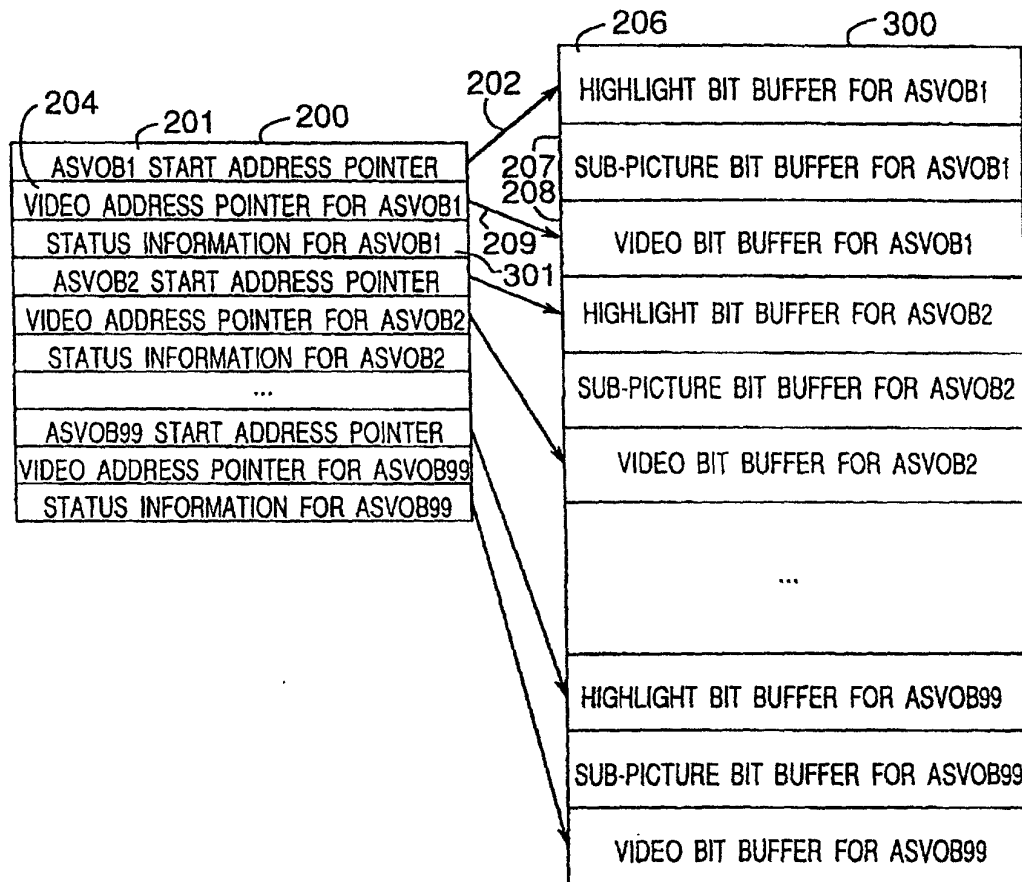 206
300
202
HIGHLIGHT BIT BUFFER FOR ASVOB1
204
201
200
ASVOB1 START ADDRESS POINTER
207
SUB-PICTURE BIT BUFFER FOR ASVOB1
VIDEO ADDRESS POINTER FOR ASVOB1
208
STATUS INFORMATION FOR ASVOB1
209
VIDEO BIT BUFFER FOR ASVOB1
301
ASVOB2 START ADDRESS POINTER
HIGHLIGHT BIT BUFFER FOR ASVOB2
VIDEO ADDRESS POINTER FOR ASVOB2
STATUS INFORMATION FOR ASVOB2
SUB-PICTURE BIT BUFFER FOR ASVOB2
...
ASVOB99 START ADDRESS POINTER
VIDEO BIT BUFFER FOR ASVOB2
VIDEO ADDRESS POINTER FOR ASVOB99
STATUS INFORMATION FOR ASVOB99
...
HIGHLIGHT BIT BUFFER FOR ASVOB99
SUB-PICTURE BIT BUFFER FOR ASVOB99
VIDEO BIT BUFFER FOR ASVOB99